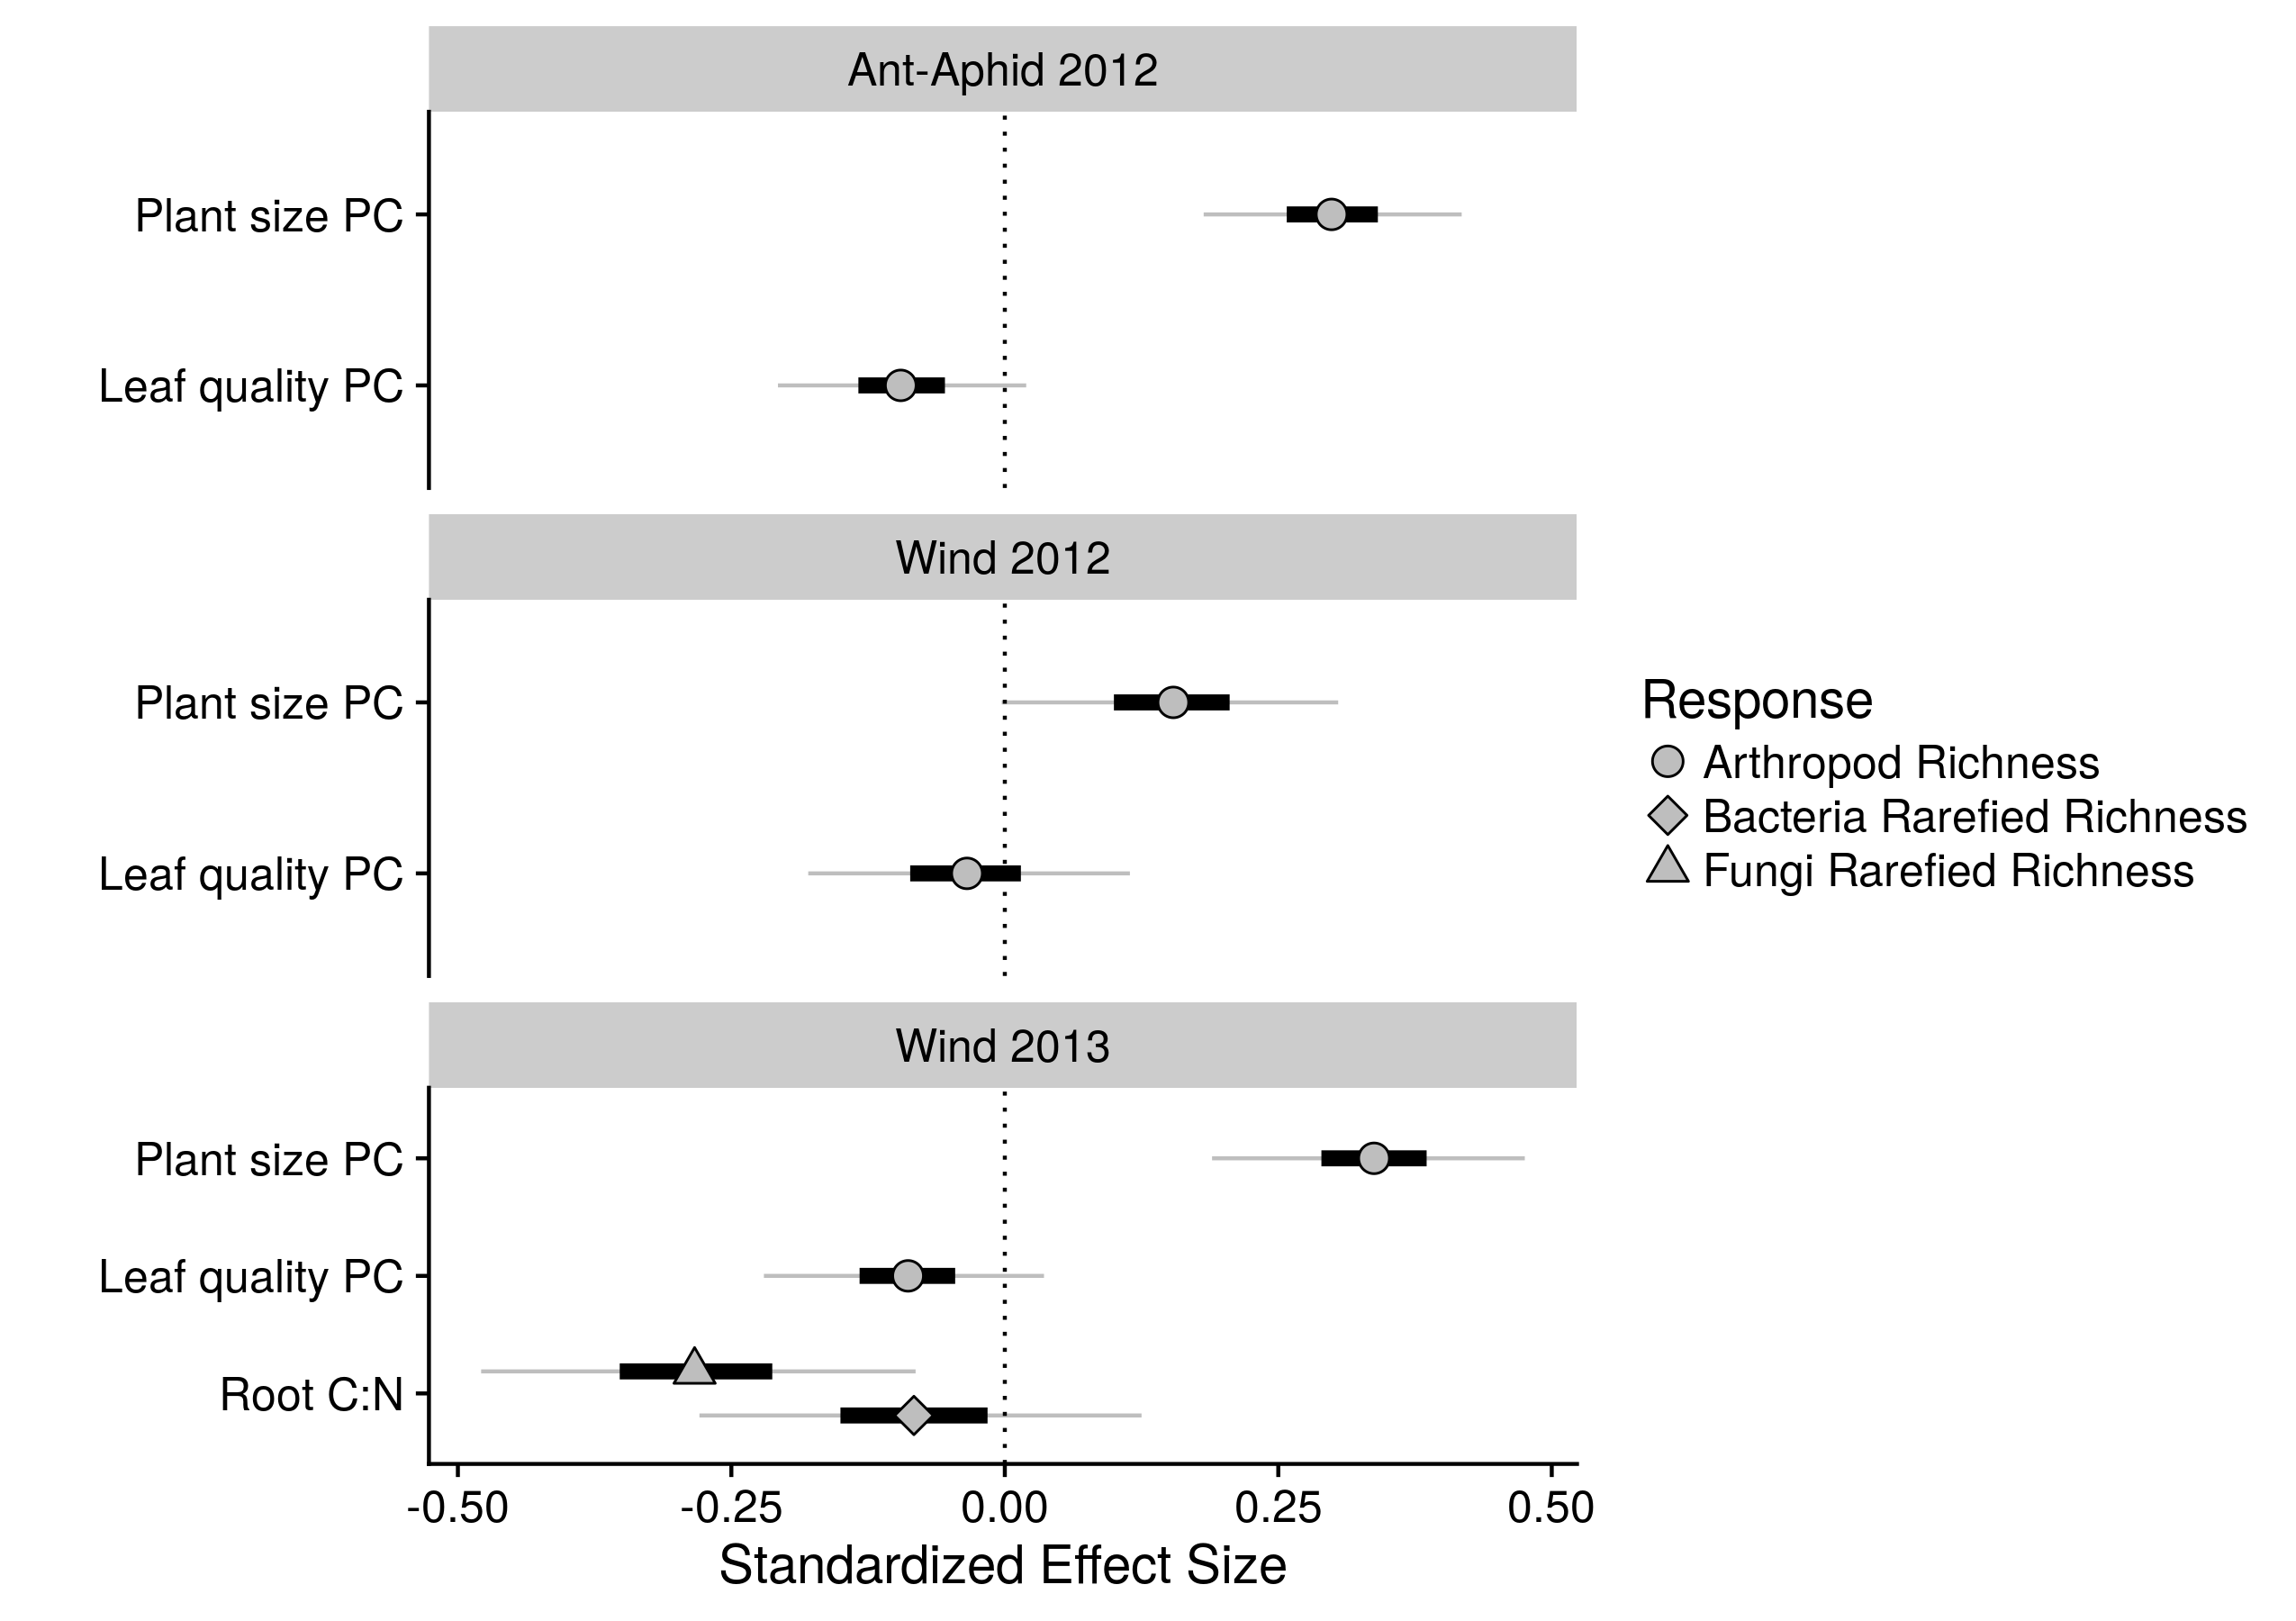 Ant-Aphid 2012
Plant size PC
Leaf quality PC
Wind 2012
Plant size PC
Leaf quality PC
Wind 2013
Plant size PC
Leaf quality PC
Root C:N
-0.50 -0.25 0.00 0.25 0.50
Standardized Effect Size
Response
Arthropod Richness
Bacteria Rarefied Richness
Fungi Rarefied Richness